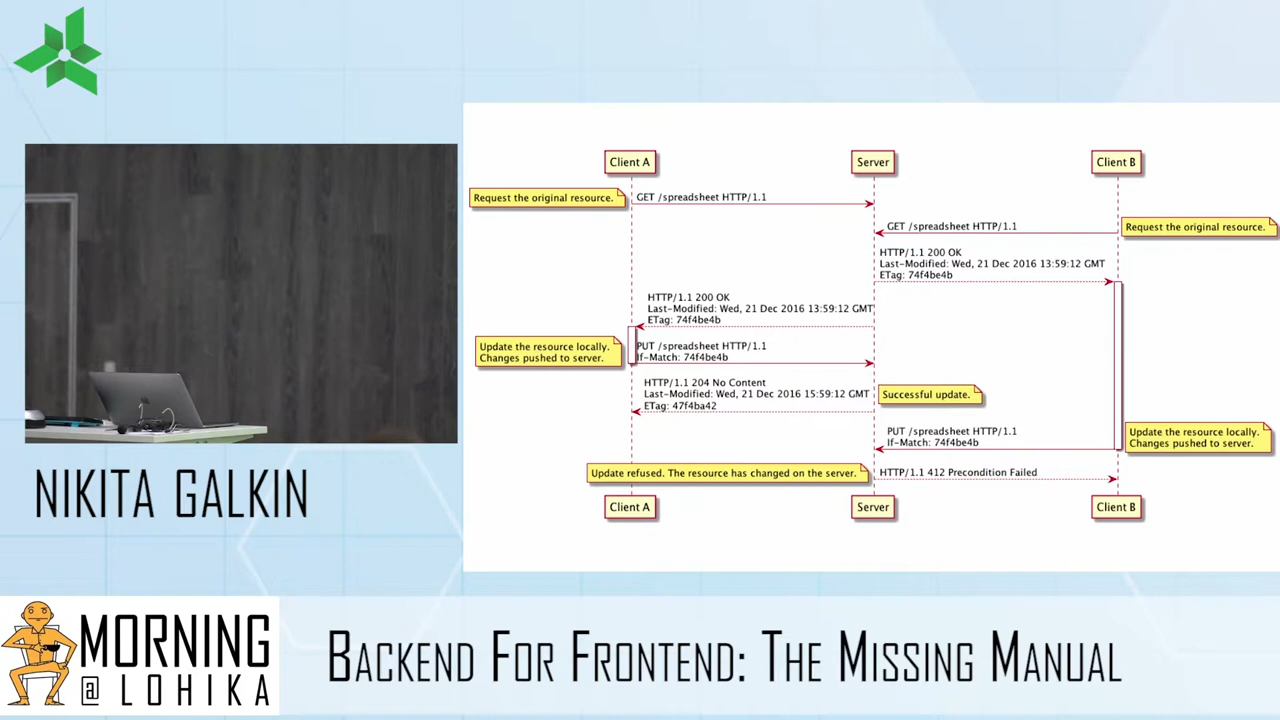 Client A
Server
Client B
Request the original resource.
GET /spreadsheet HTTP/1.1
GET /spreadsheet HTTP/1.1
Request the original resource.
HTTP/1.1 200 OK
Last-Modified: Wed, 21 Dec 2016 13:59:12 GMT
ETag: 74f4be4b
HTTP/1.1 200 OK
Last-Modified: Wed, 21 Dec 2016 13:59:12 GMT
ETag: 74f4be4b
Update the resource locally.
Changes pushed to server.
PUT /spreadsheet HTTP/1.1
If-Match: 74f4be4b
HTTP/1.1 204 No Content
Last-Modified: Wed, 21 Dec 2016 15:59:12 GMT
ETag: 47f4ba42
Successful update.
PUT /spreadsheet HTTP/1.1
If-Match: 74f4be4b
Update the resource locally.
Changes pushed to server.
Update refused. The resource has changed on the server.
HTTP/1.1 412 Precondition Failed
Client A
Server
Client B
NIKITA GALKIN
MORNING
@LOHIKA
BACKEND FOR FRONTEND: THE MISSING MANUAL